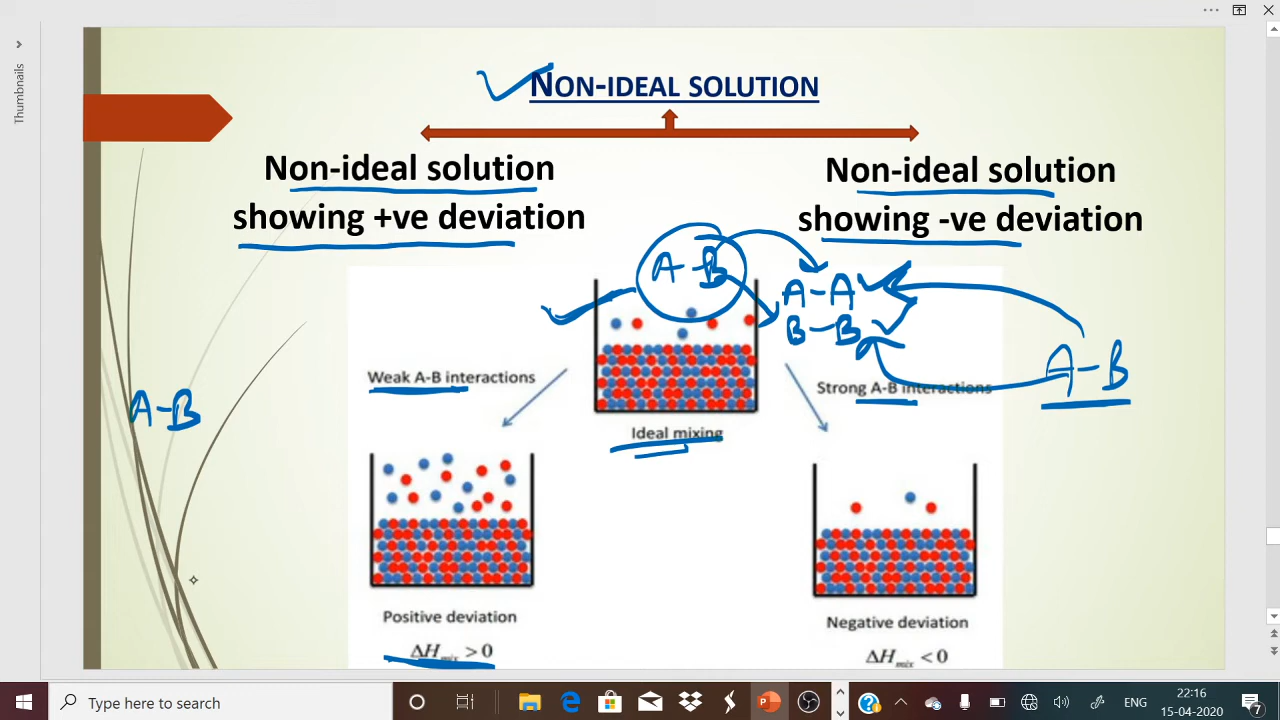 Thumbnails
NON-IDEAL SOLUTION
Non-ideal solution
showing +ve deviation
Non-ideal solution
showing -ve deviation
A-B
A-A
B-B
A-B
A-B
Weak A-B interactions
Strong A-B interactions
Ideal mixing
Positive deviation
ΔHmix > 0
Negative deviation
ΔHmix < 0
Type here to search
ENG
22:16
15-04-2020
7